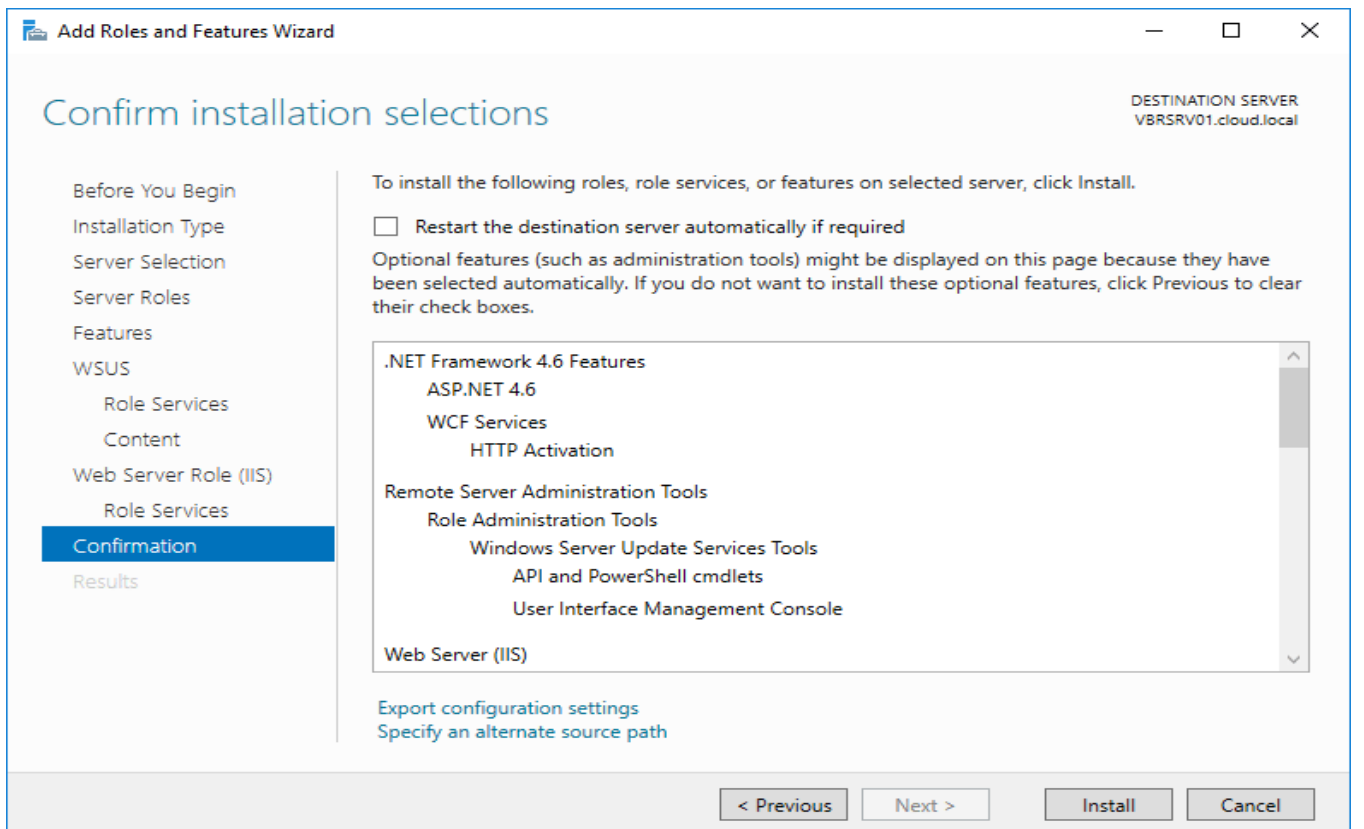 Add Roles and Features Wizard
Confirm installation selections
DESTINATION SERVER
VBRSRV01.cloud.local
Before You Begin
Installation Type
Server Selection
Server Roles
Features
WSUS
Role Services
Content
Web Server Role (IIS)
Role Services
Confirmation
Results
To install the following roles, role services, or features on selected server, click Install.
Restart the destination server automatically if required
Optional features (such as administration tools) might be displayed on this page because they have
been selected automatically. If you do not want to install these optional features, click Previous to clear
their check boxes.
.NET Framework 4.6 Features
ASP.NET 4.6
WCF Services
HTTP Activation
Remote Server Administration Tools
Role Administration Tools
Windows Server Update Services Tools
API and PowerShell cmdlets
User Interface Management Console
Web Server (IIS)
Export configuration settings
Specify an alternate source path
< Previous
Next >
Install
Cancel